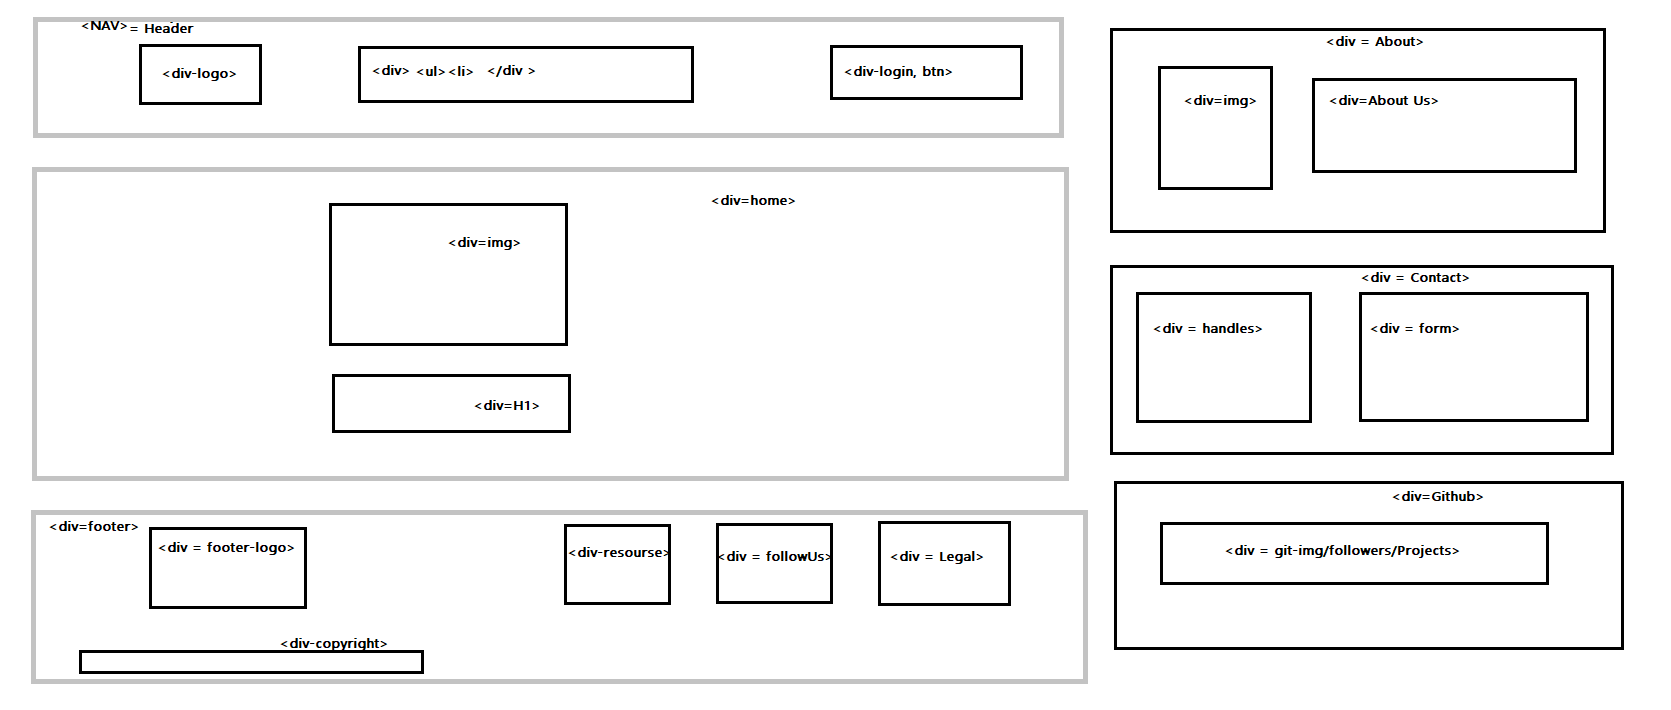 <NAV> = Header
<div-logo>
<div> <ul><li> </div >
<div-login, btn>
<div=home>
<div=img>
<div=H1>
<div=footer>
<div = footer-logo>
<div-resourse>
<div = followUs>
<div = Legal>
<div-copyright>
<div = About>
<div=img>
<div=About Us>
<div = Contact>
<div = handles>
<div = form>
<div=Github>
<div = git-img/followers/Projects>